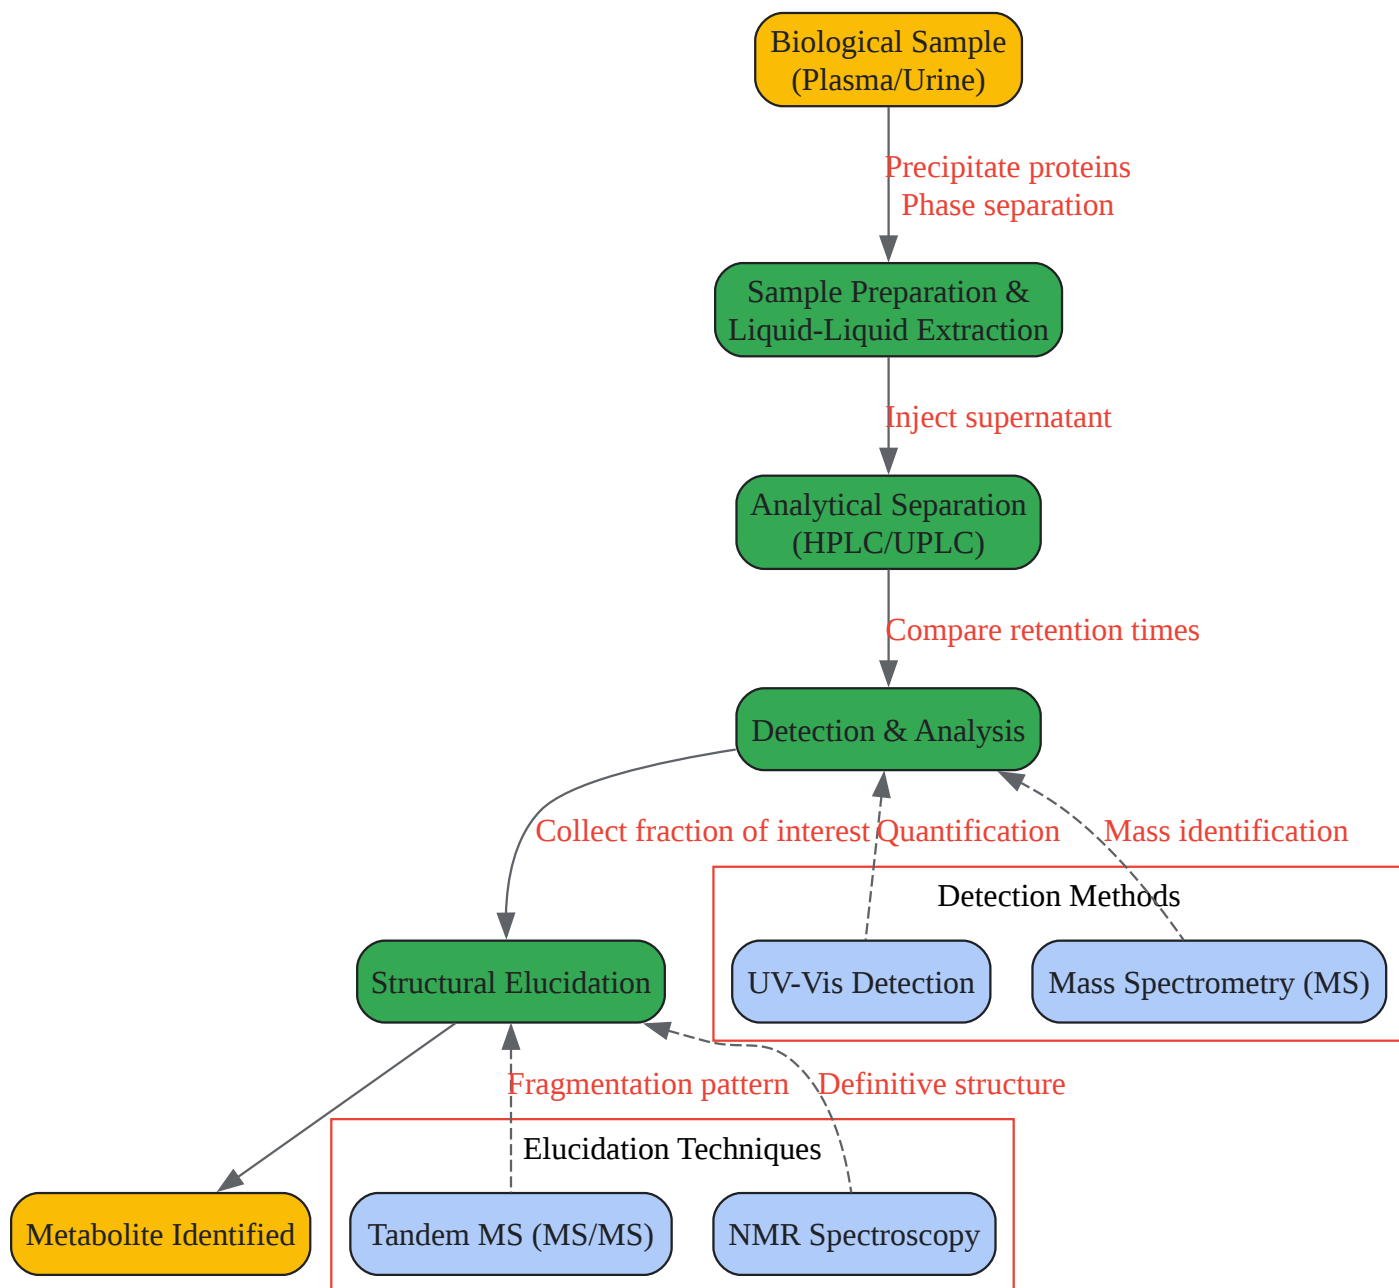 Biological Sample
(Plasma/Urine)
Precipitate proteins
Phase separation
Sample Preparation &
Liquid-Liquid Extraction
Inject supernatant
Analytical Separation
(HPLC/UPLC)
Compare retention times
Detection & Analysis
Collect fraction of interest
Quantification
Mass identification
Detection Methods
Structural Elucidation
UV-Vis Detection
Mass Spectrometry (MS)
Fragmentation pattern
Definitive structure
Elucidation Techniques
Metabolite Identified
Tandem MS (MS/MS)
NMR Spectroscopy